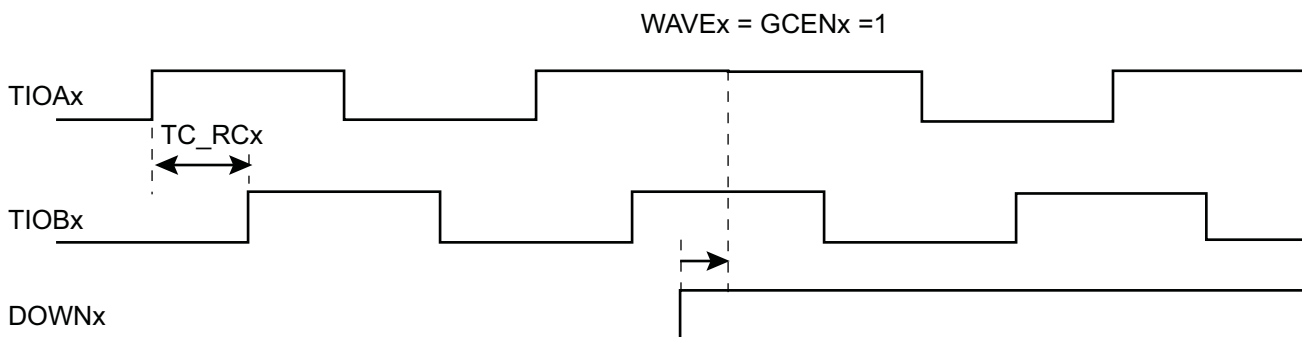 WAVEx = GCENx =1
TIOAx
TC_RCx
TIOBx
DOWNx